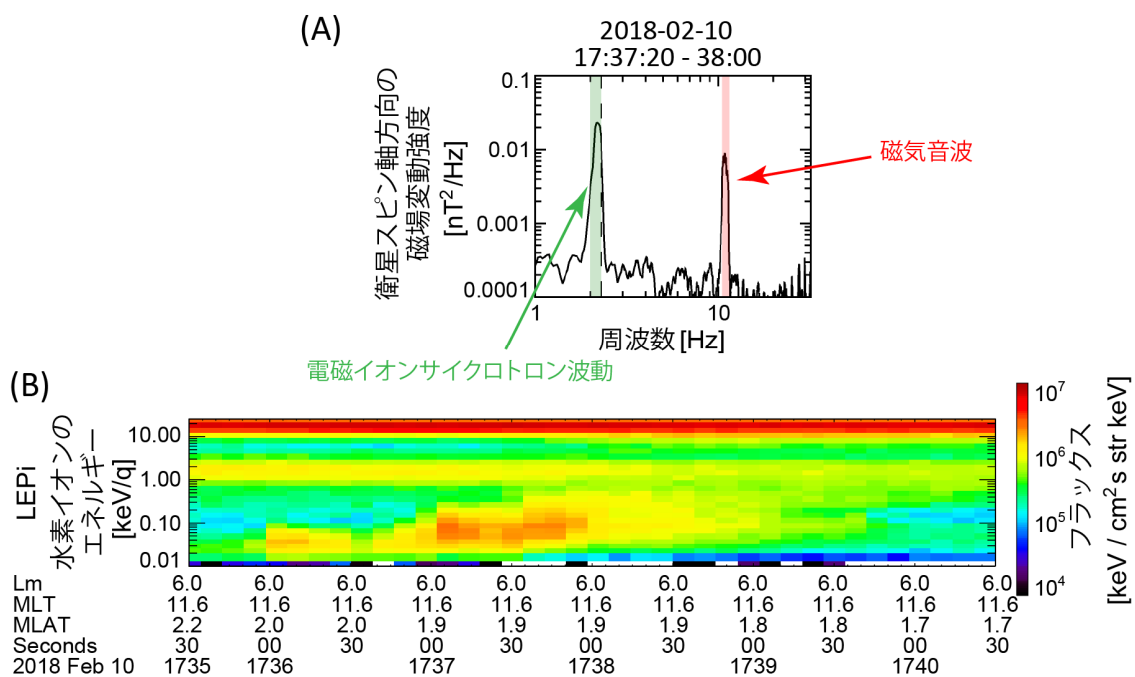 (A)
2018-02-10
17:37:20 - 38:00
衛星スピン軸方向の
磁場変動強度
[nT2/Hz]
0.1
0.01
0.001
0.0001
1
10
周波数 [Hz]
磁気音波
電磁イオンサイクロトロン波動
(B)
LEPi
水素イオンの
エネルギー
[keV/q]
10.00
1.00
0.10
0.01
107
106
105
104
フラックス
[keV / cm2 s str keV]
Lm 6.0 6.0 6.0 6.0 6.0 6.0 6.0 6.0 6.0 6.0 6.0
MLT 11.6 11.6 11.6 11.6 11.6 11.6 11.6 11.6 11.6 11.6 11.6
MLAT 2.2 2.0 2.0 1.9 1.9 1.9 1.9 1.8 1.8 1.7 1.7
Seconds 30 00 30 00 30 00 30 00 30 00 30
2018 Feb 10 1735 1736 1737 1738 1739 1740